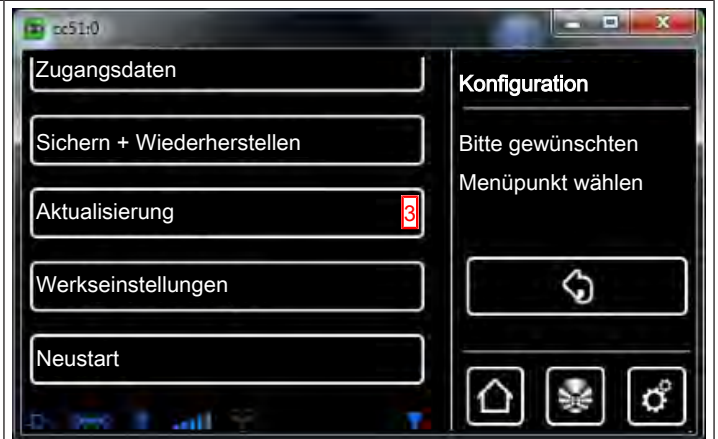 cc51:0
Zugangsdaten
Sichern + Wiederherstellen
Aktualisierung 3
Werkseinstellungen
Neustart
Konfiguration
Bitte gewünschten
Menüpunkt wählen